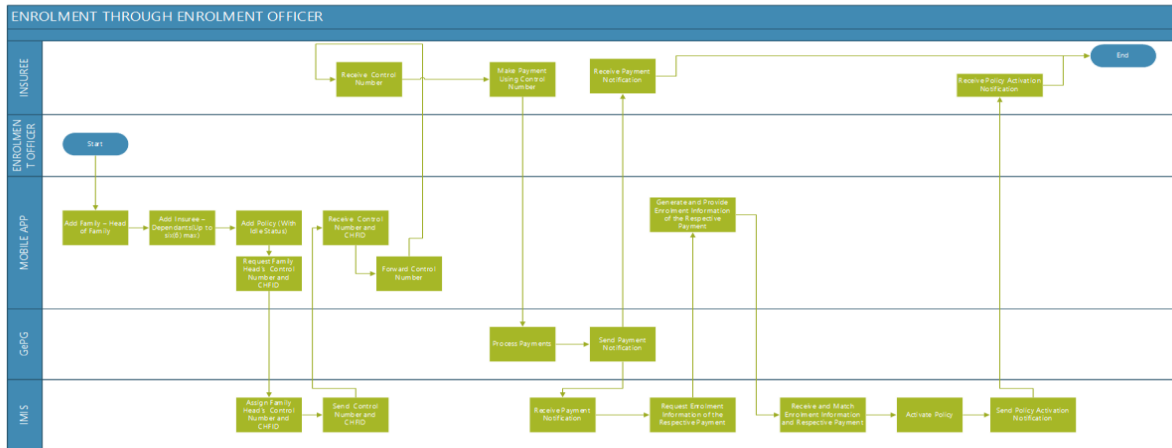 ENROLMENT THROUGH ENROLMENT OFFICER
INSUREE
Receive Control
Number
Make Payment
Using Control
Number
Receive Payment
Notification
Receive Policy Activation
Notification
End
ENROLMEN
T OFFICER
Start
MOBILE APP
Add Family – Head
of Family
Add Insuree –
Dependants(Up to
six(6) max)
Add Policy (With
Idle Status)
Request Family
Head's Control
Number and
CHFID
Receive Control
Number and CHFID
Forward Control
Number
Generate and Provide
Enrolment Information
of the Respective
Payment
GePG
Process Payments
Send Payment
Notification
IMIS
Assign Family
Head's Control
Number and
CHFID
Send Control
Number and
CHFID
Receive Payment
Notification
Request Enrolment
Information of the
Respective Payment
Receive and Match
Enrolment Information
and Respective Payment
Activate Policy
Send Policy Activation
Notification